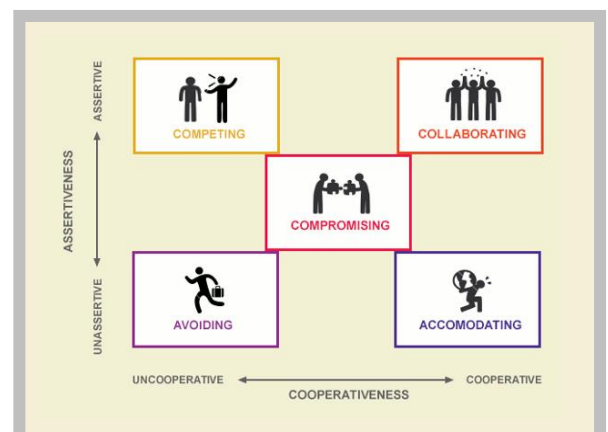 ASSERTIVE
ASSERTIVENESS
UNASSERTIVE
COMPETING
COLLABORATING
COMPROMISING
AVOIDING
ACCOMODATING
UNCOOPERATIVE
COOPERATIVE
COOPERATIVENESS